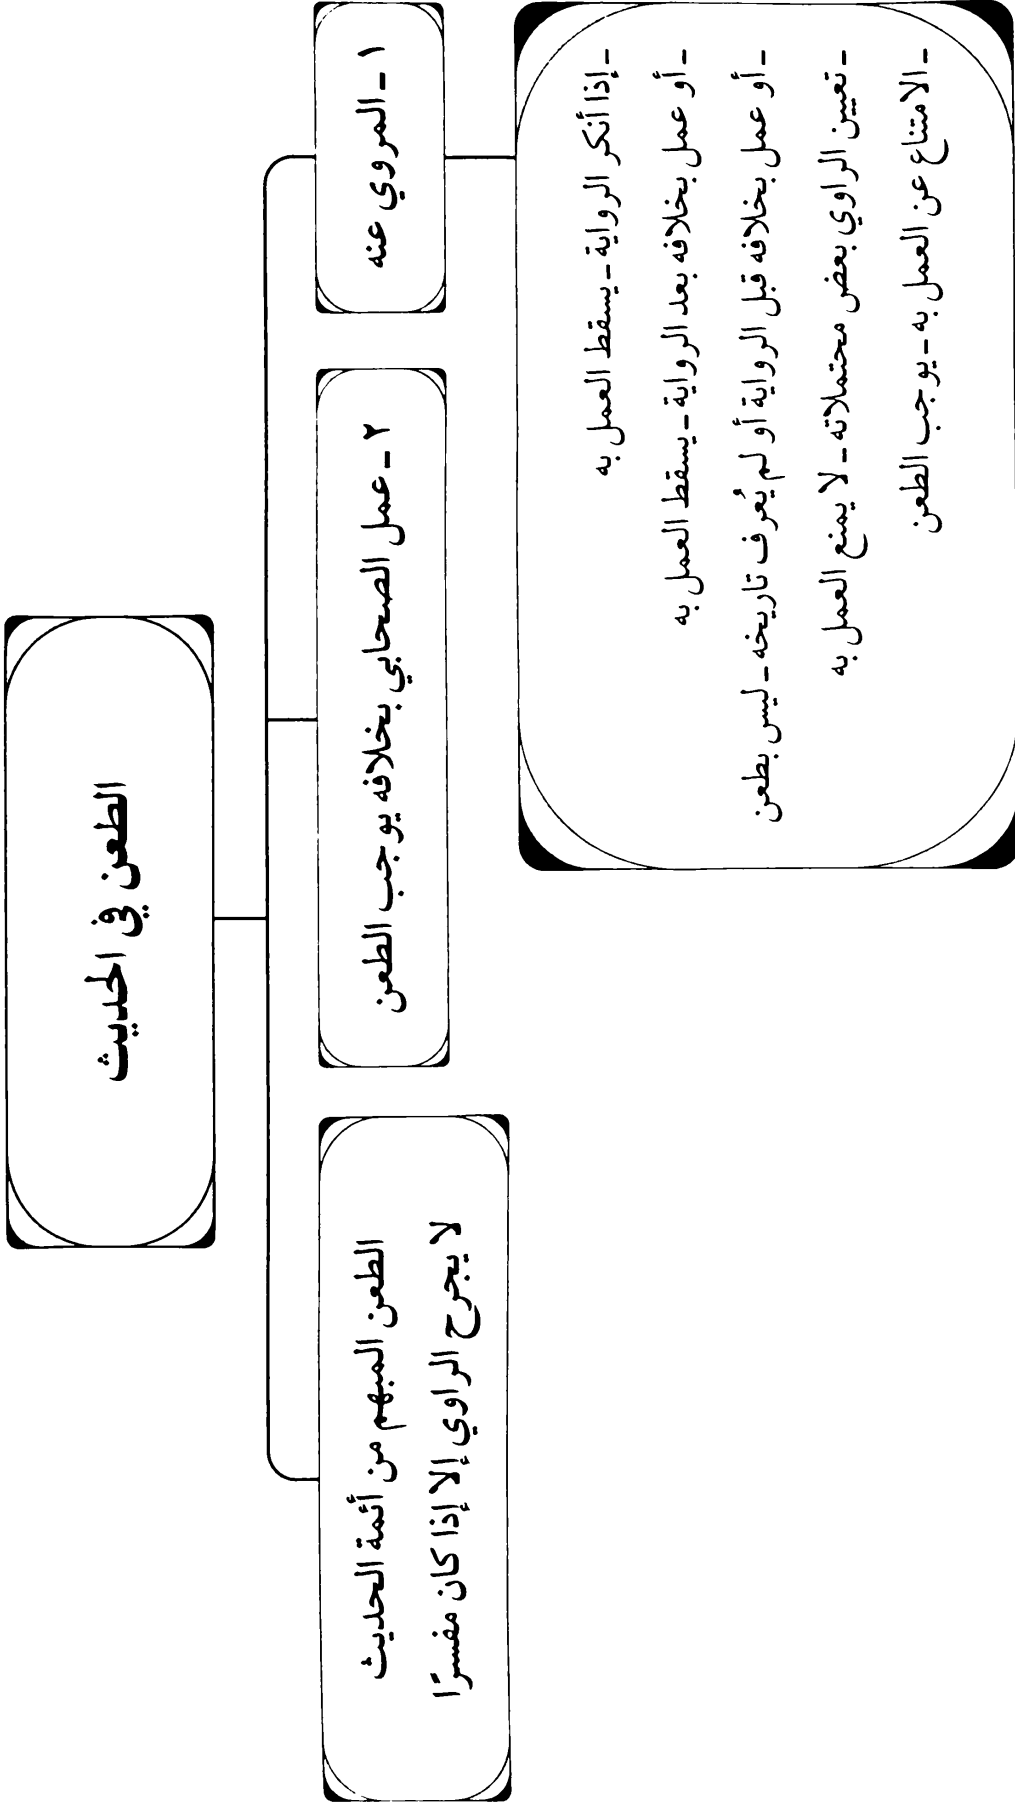 الطعن في الحديث
١ ـ المروي عنه
ـ إذا أنكر الرواية ـ يسقط العمل به
ـ أو عمل بخلافه بعد الرواية ـ يسقط العمل به
ـ أو عمل بخلافه قبل الرواية أو لم يُعرف تاريخه ـ ليس بطعن
ـ تعيين الراوي بعض محتملاته ـ لا يمنع العمل به
ـ الامتناع عن العمل به ـ يوجب الطعن
٢ ـ عمل الصحابي بخلافه يوجب الطعن
الطعن المبهم من أئمة الحديث
لا يجرح الراوي إلا إذا كان مفسرًا